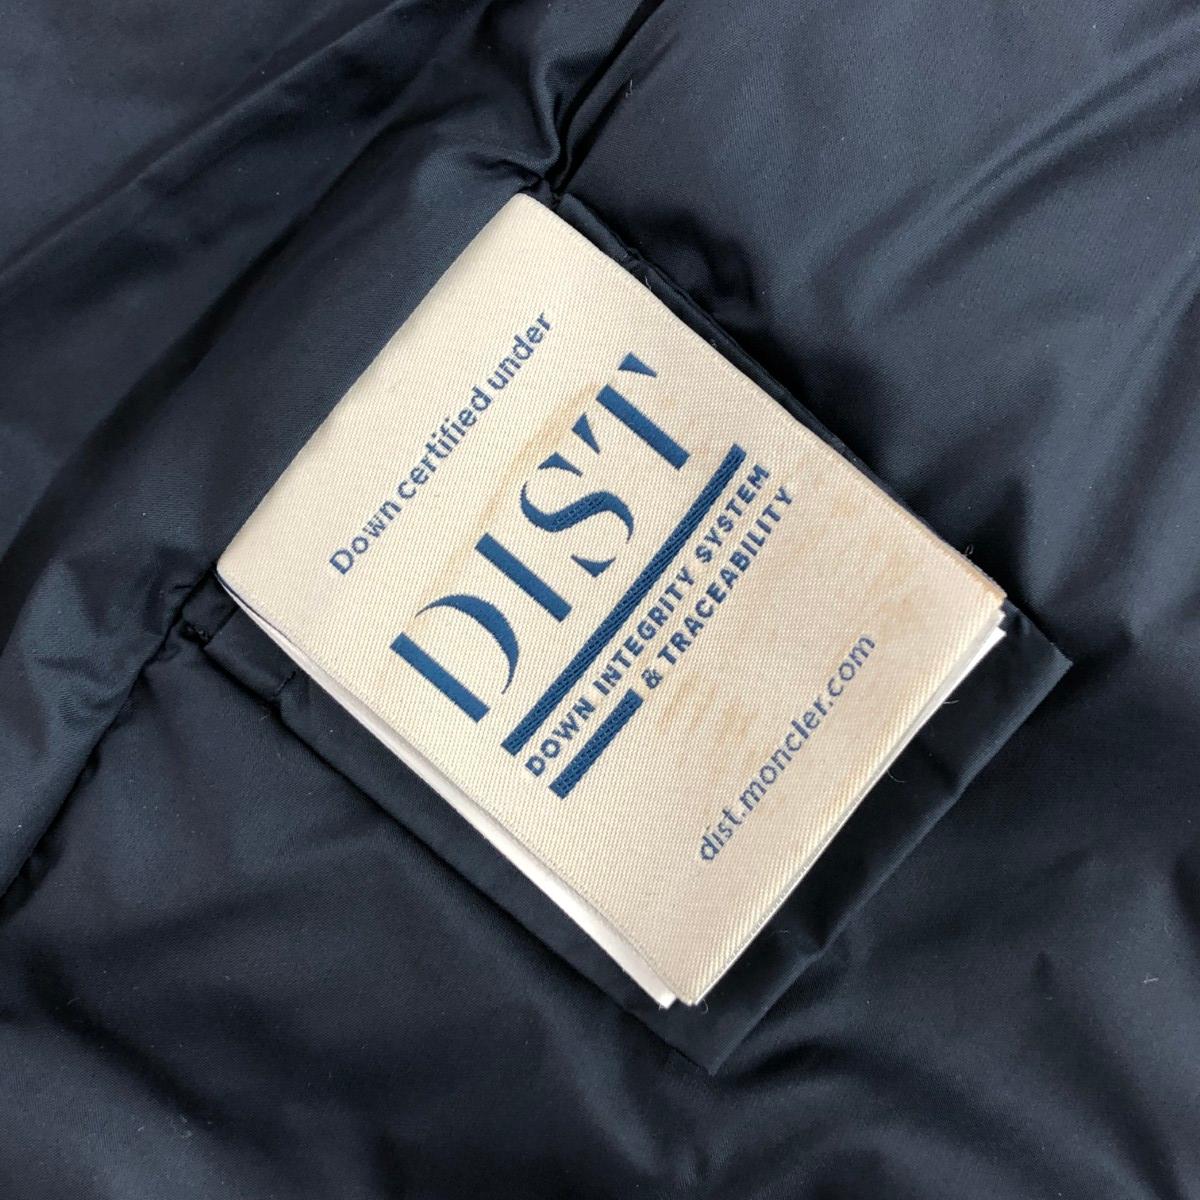 Down certified under
DIST
DOWN INTEGRITY SYSTEM
& TRACEABILITY
dist.moncler.com